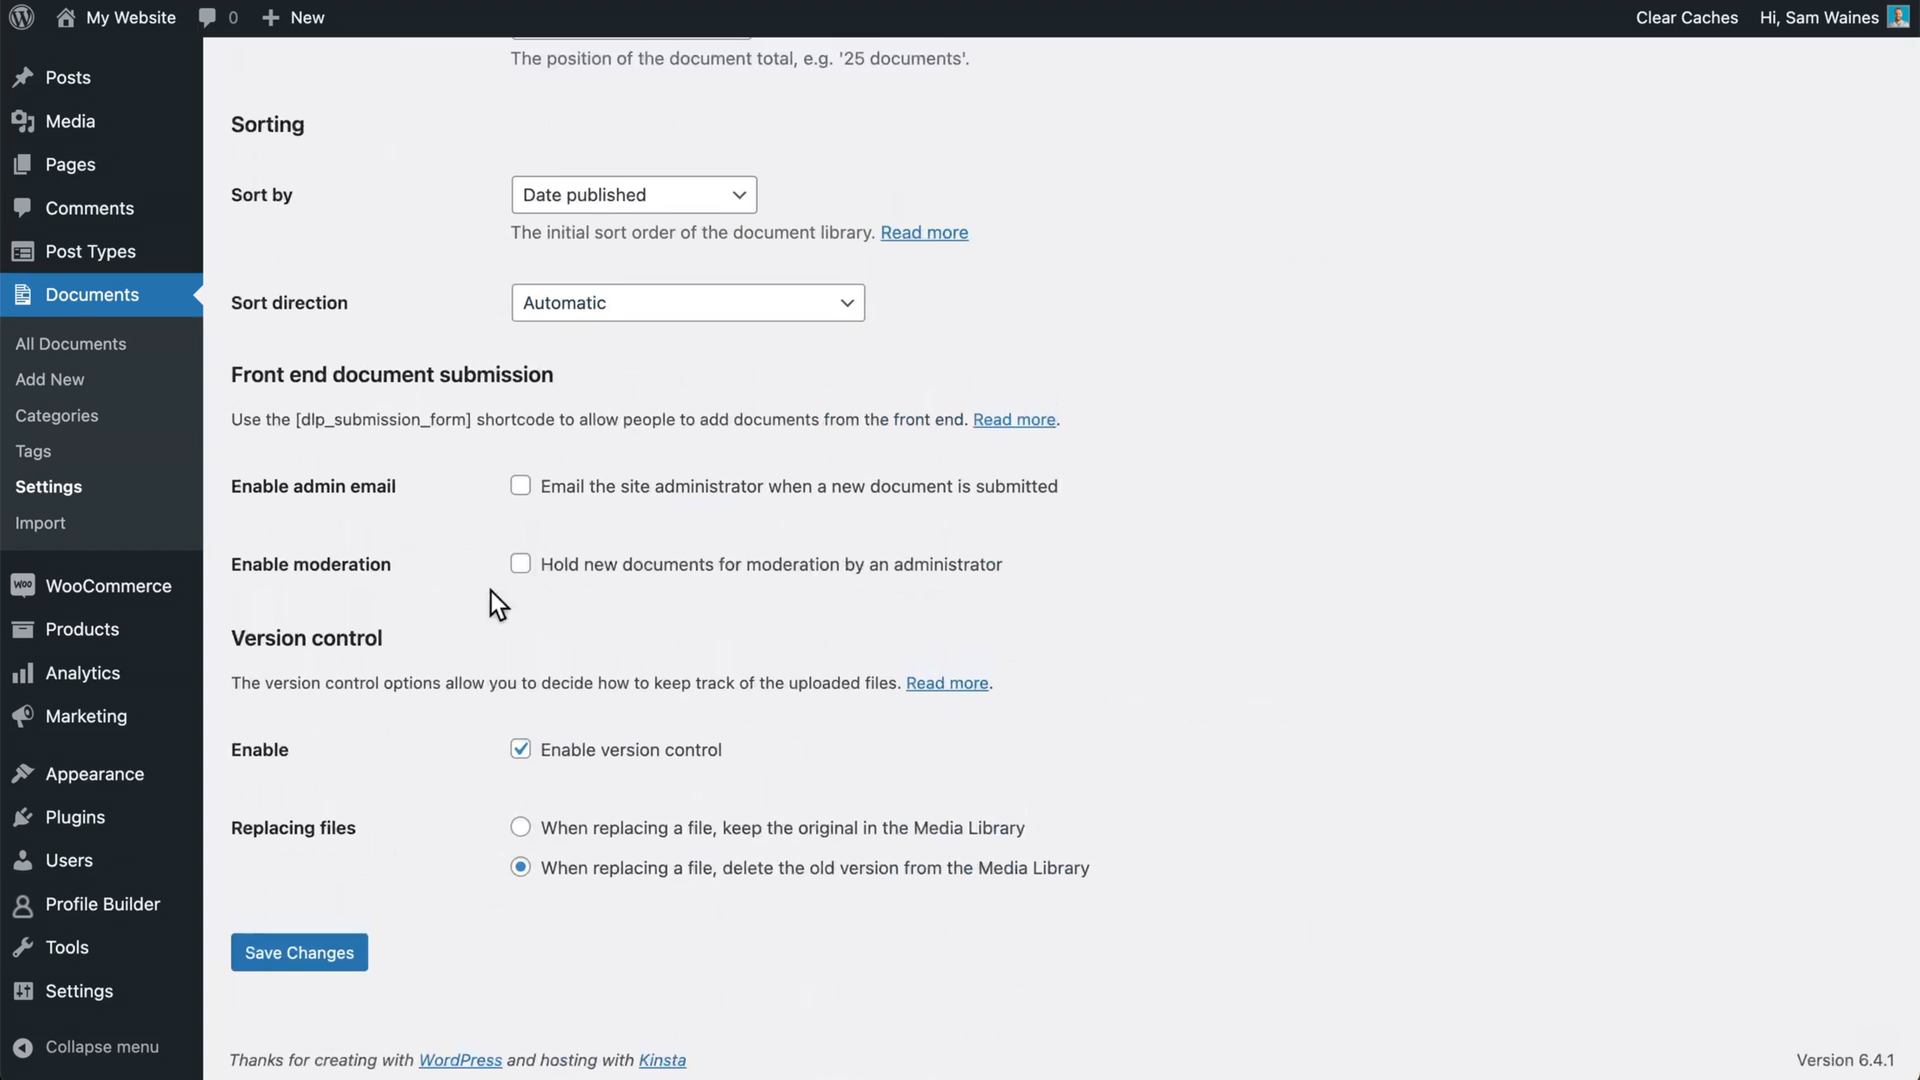 My Website 0 New Clear Caches Hi, Sam Waines
Posts
Media
Pages
Comments
Post Types
Documents
All Documents
Add New
Categories
Tags
Settings
Import
WOO WooCommerce
Products
Analytics
Marketing
Appearance
Plugins
Users
Profile Builder
Tools
Settings
Collapse menu
The position of the document total, e.g. '25 documents'.
Sorting
Sort by Date published
The initial sort order of the document library. Read more
Sort direction Automatic
Front end document submission
Use the [dlp_submission_form] shortcode to allow people to add documents from the front end. Read more.
Enable admin email Email the site administrator when a new document is submitted
Enable moderation Hold new documents for moderation by an administrator
Version control
The version control options allow you to decide how to keep track of the uploaded files. Read more.
Enable Enable version control
Replacing files When replacing a file, keep the original in the Media Library
When replacing a file, delete the old version from the Media Library
Save Changes
Thanks for creating with WordPress and hosting with Kinsta Version 6.4.1